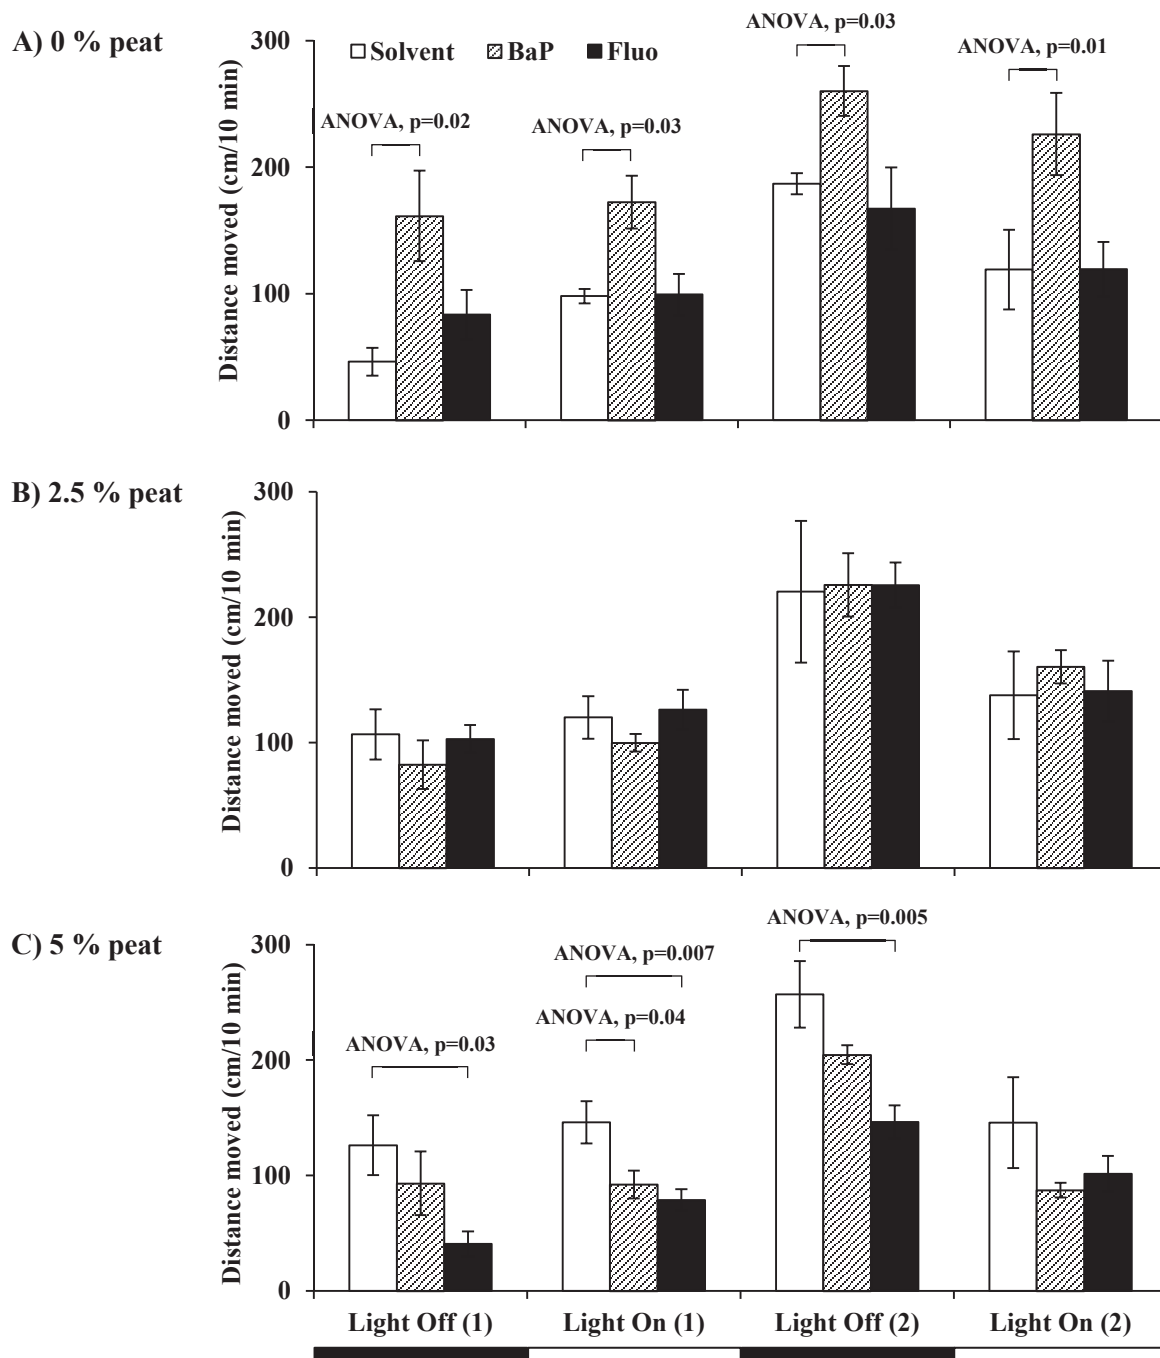 A) 0 % peat
Distance moved (cm/10 min)
300
200
100
0
Solvent BaP Fluo
ANOVA, p=0.02
ANOVA, p=0.03
ANOVA, p=0.03
ANOVA, p=0.01
B) 2.5 % peat
Distance moved (cm/10 min)
300
200
100
0
C) 5 % peat
Distance moved (cm/10 min)
300
200
100
0
ANOVA, p=0.03
ANOVA, p=0.007
ANOVA, p=0.04
ANOVA, p=0.005
Light Off (1) Light On (1) Light Off (2) Light On (2)